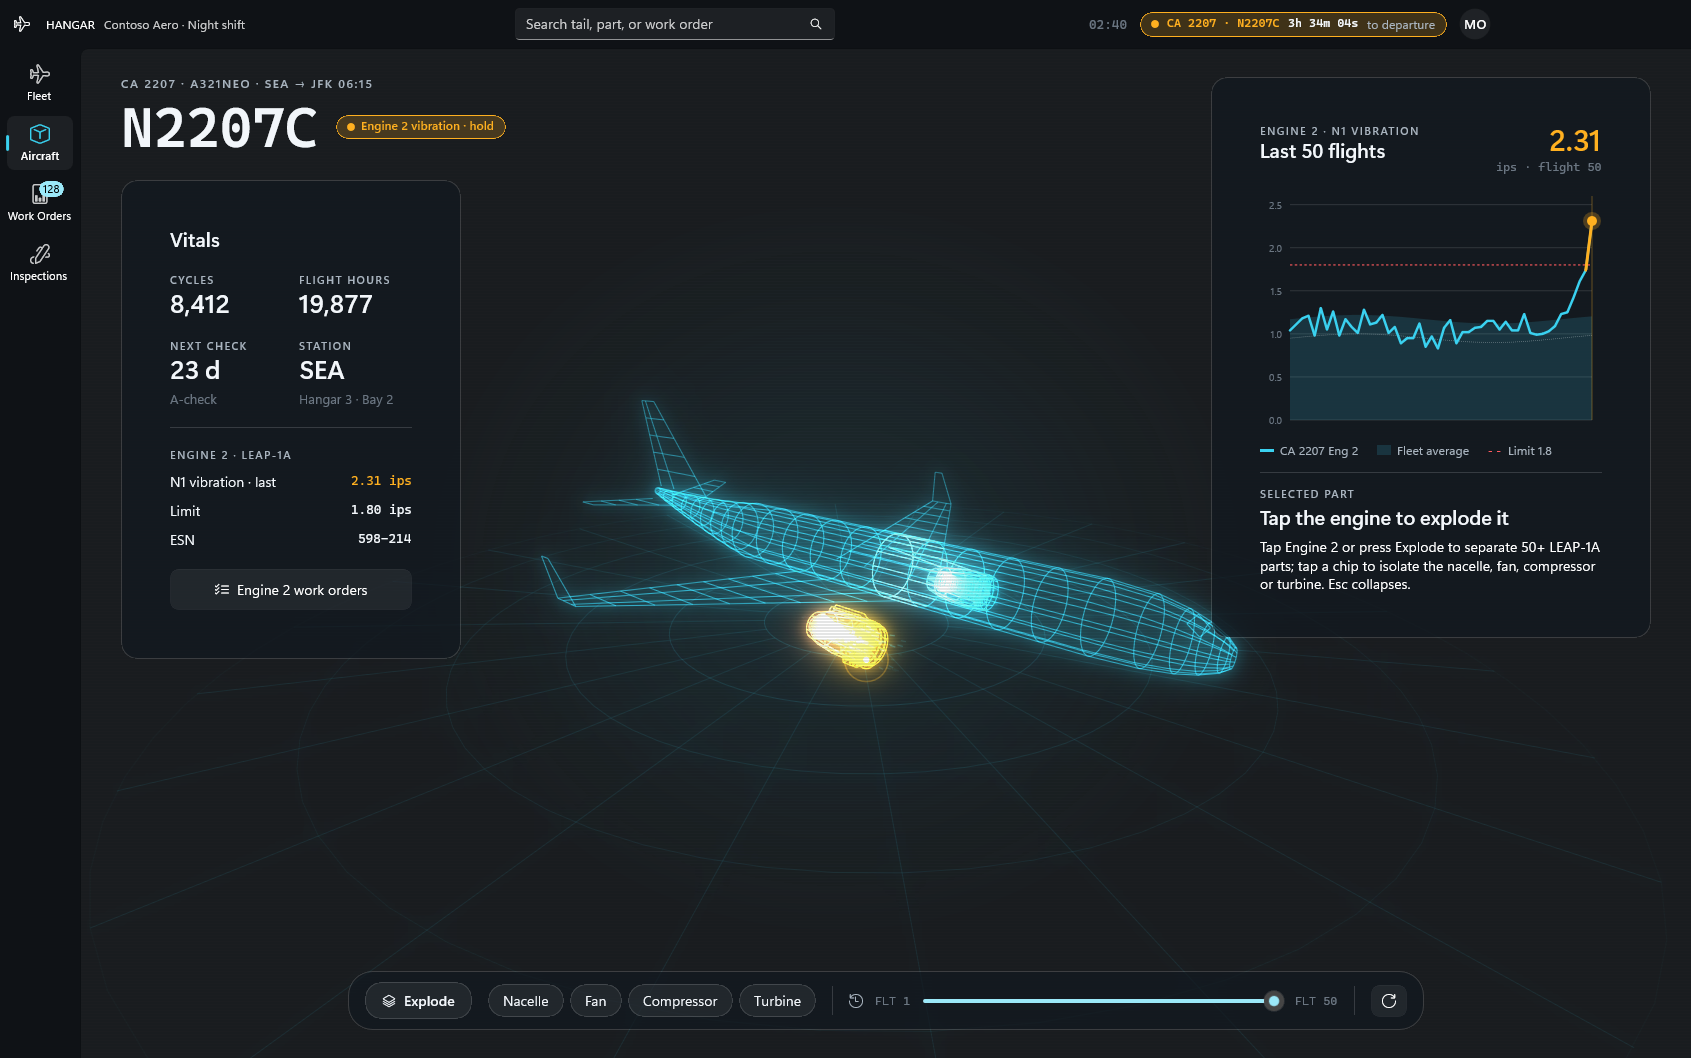 HANGAR Contoso Aero · Night shift
Search tail, part, or work order
02:40
CA 2207 · N2207C 3h 34m 04s to departure
MO
Fleet
Aircraft
128
Work Orders
Inspections
CA 2207 · A321NEO · SEA → JFK 06:15
N2207C
Engine 2 vibration · hold
Vitals
CYCLES FLIGHT HOURS
8,412 19,877
NEXT CHECK STATION
23 d SEA
A-check Hangar 3 · Bay 2
ENGINE 2 · LEAP-1A
N1 vibration · last 2.31 ips
Limit 1.80 ips
ESN 598-214
Engine 2 work orders
ENGINE 2 · N1 VIBRATION
Last 50 flights
2.31
ips · flight 50
2.5
2.0
1.5
1.0
0.5
0.0
CA 2207 Eng 2 Fleet average Limit 1.8
SELECTED PART
Tap the engine to explode it
Tap Engine 2 or press Explode to separate 50+ LEAP-1A
parts; tap a chip to isolate the nacelle, fan, compressor
or turbine. Esc collapses.
Explode Nacelle Fan Compressor Turbine FLT 1 FLT 50